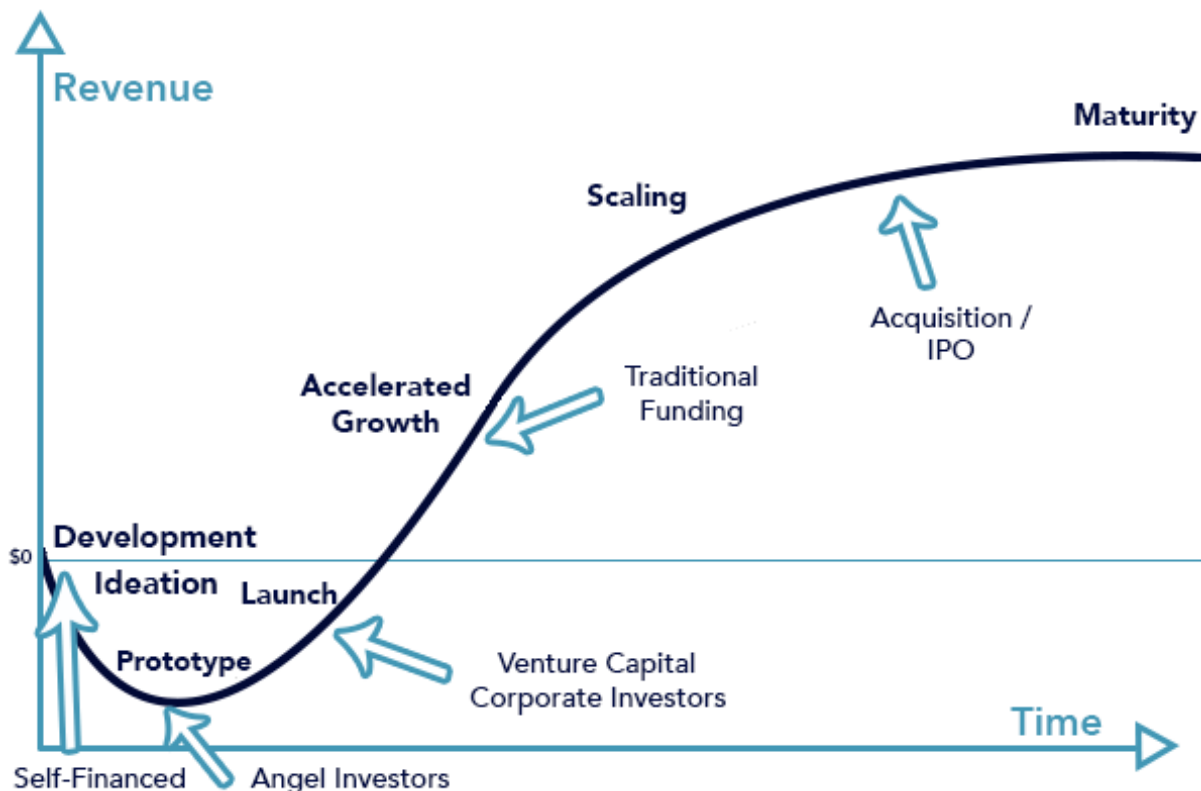 Revenue
Maturity
Scaling
Acquisition /
IPO
Accelerated
Growth
Traditional
Funding
$0
Development
Ideation
Launch
Prototype
Venture Capital
Corporate Investors
Time
Self-Financed
Angel Investors